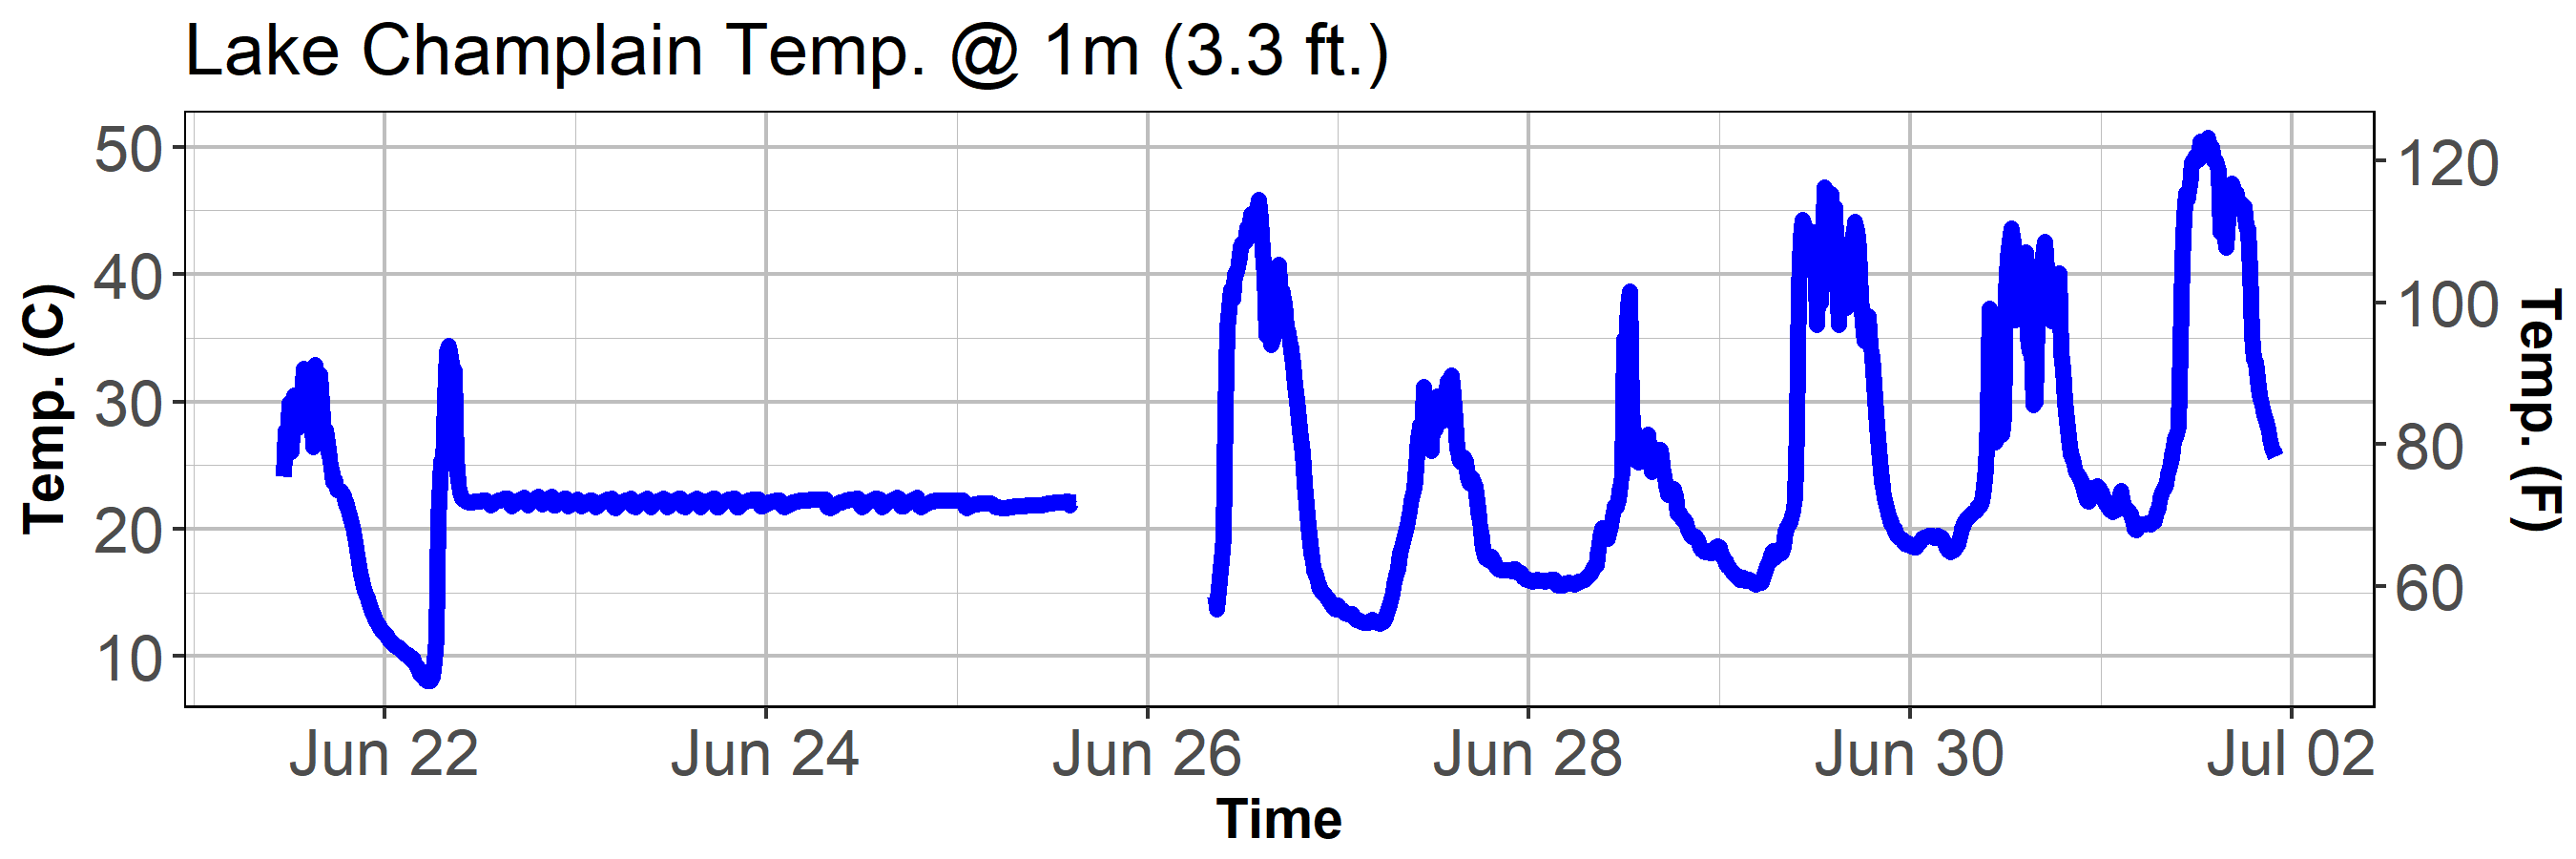 Lake Champlain Temp. @ 1m (3.3 ft.)
Temp. (C)
50
40
30
20
10
120
100
80
60
Temp. (F)
Jun 22 Jun 24 Jun 26 Jun 28 Jun 30 Jul 02
Time